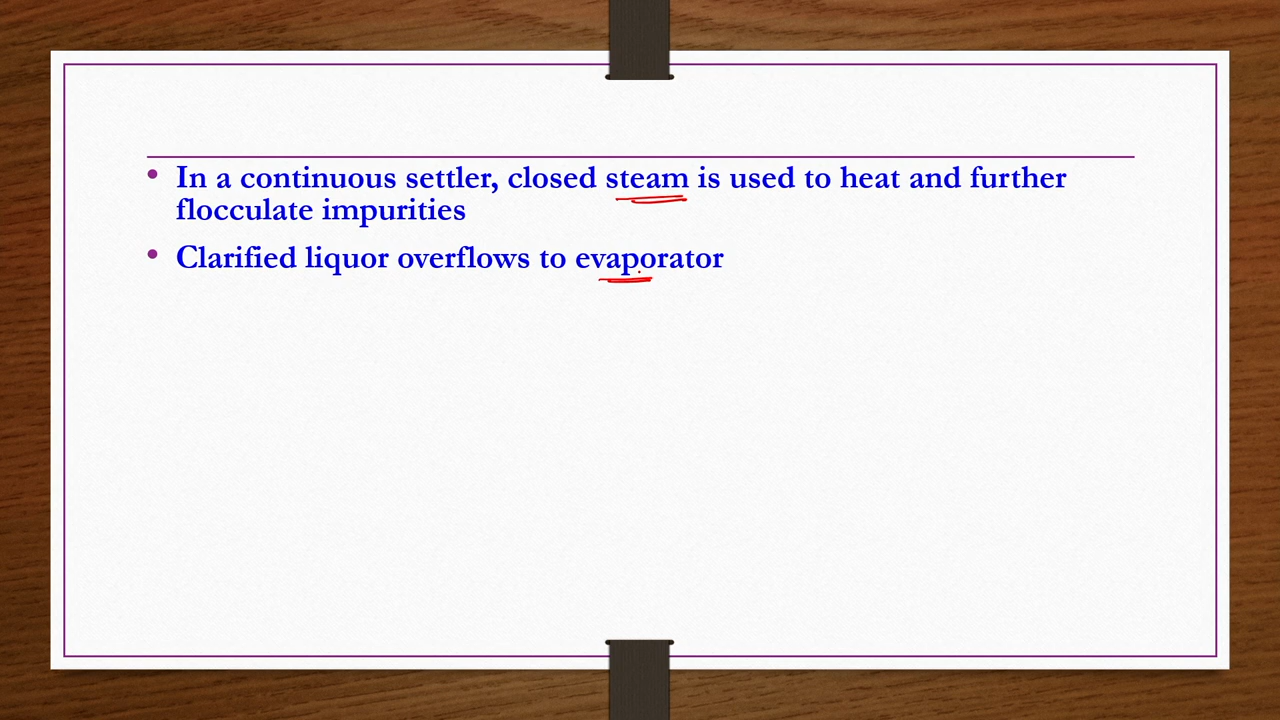 • In a continuous settler, closed steam is used to heat and further
flocculate impurities
• Clarified liquor overflows to evaporator